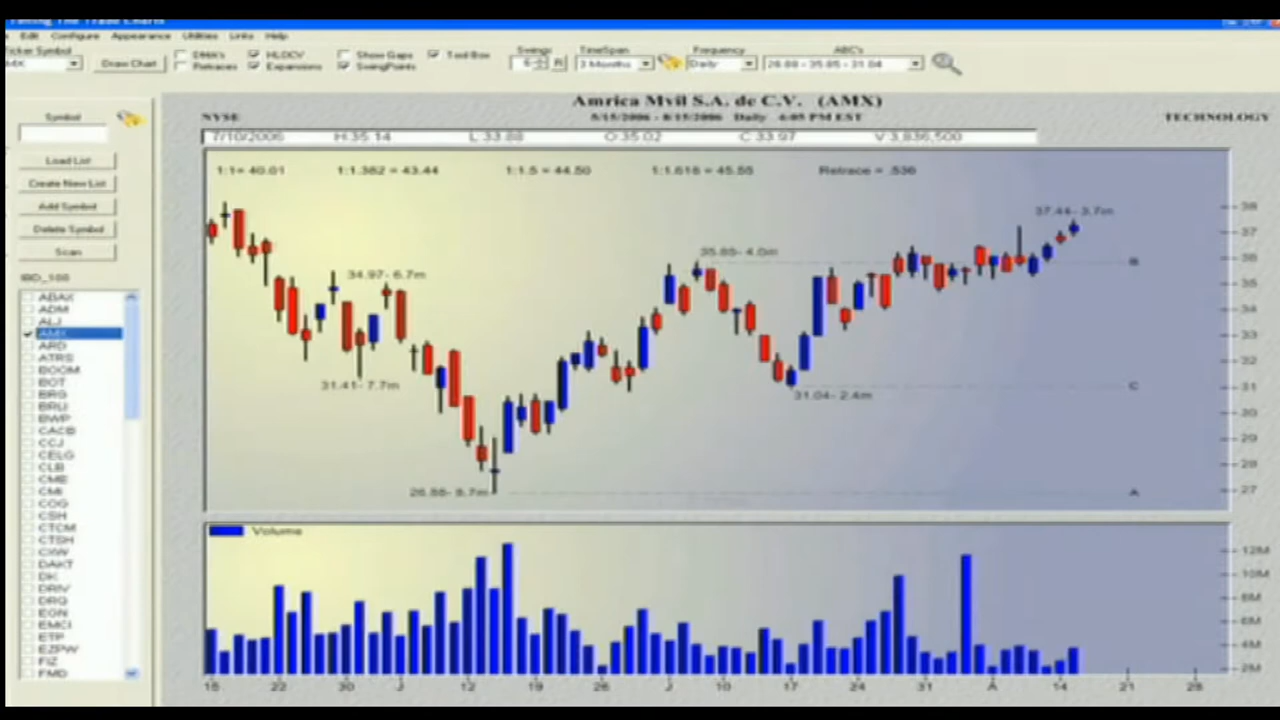 Timing The Trade Charts
Edit Configure Appearance Utilities Links Help
Ticker Symbol
AMX
Draw Chart
EMA's
Retraces
HLOCV
Expansions
Show Gaps
SwingPoints
Tool Box
Swings
6
R
TimeSpan
3 Months
Frequency
Daily
ABC's
26.88 - 35.85 - 31.04
Amrica Mvil S.A. de C.V. (AMX)
NYSE
5/15/2006 - 8/15/2006 Daily 4:05 PM EST
TECHNOLOGY
7/10/2006 H:35.14 L:33.88 O:35.02 C:33.97 V:3,836,500
1:1= 40.01 1:1.382 = 43.44 1:1.5 = 44.50 1:1.618 = 45.55 Retrace = .536
Symbol
Load List
Create New List
Add Symbol
Delete Symbol
Scan
IBD_100
ABAX
ADM
ALJ
AMX
ARD
ATRS
BOOM
BOT
BRG
BRLI
BWP
CACB
CCJ
CELG
CLB
CME
CMI
COG
CSH
CTCM
CTSH
CXW
DAKT
DK
DRIV
DRQ
EGN
EMCI
ETP
EZPW
FIZ
FMD
37.44- 3.7m
35.85- 4.0m
34.97- 6.7m
31.41- 7.7m
31.04- 2.4m
26.88- 8.7m
B
C
A
38
37
36
35
34
33
32
31
30
29
28
27
Volume
12M
10M
8M
6M
4M
2M
15 22 30 J 12 19 26 J 10 17 24 31 A 14 21 28